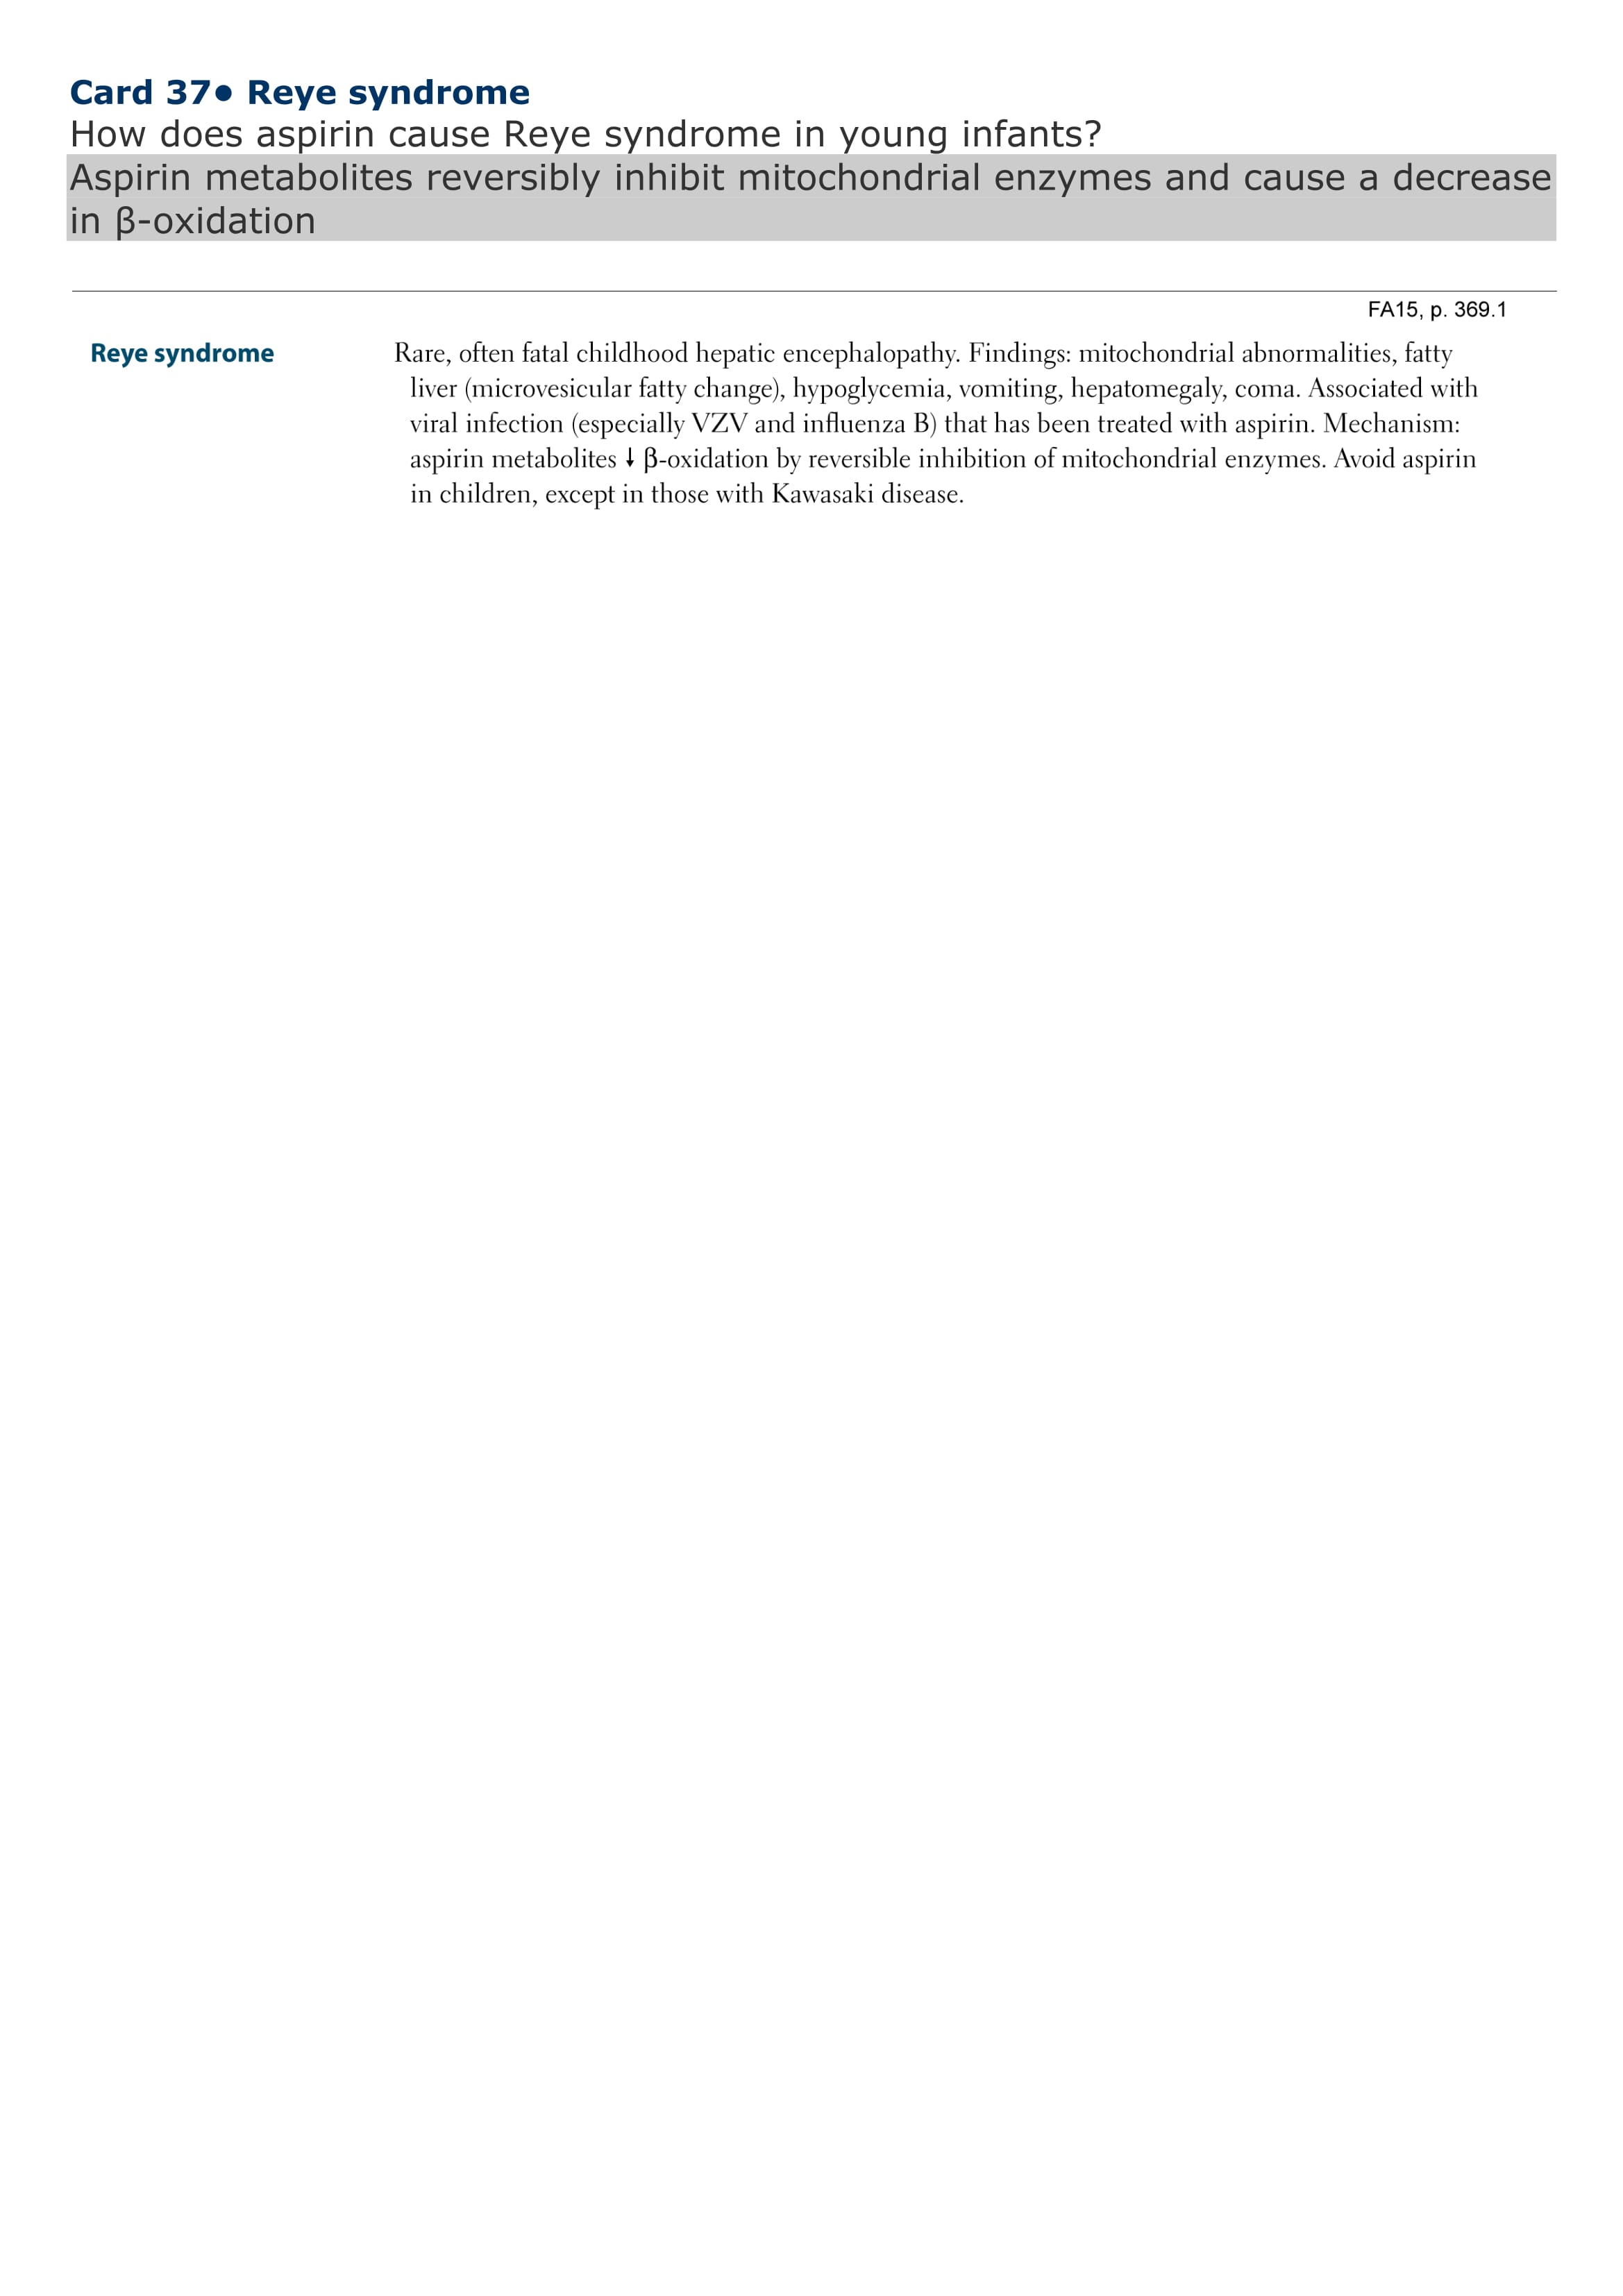 Card 37● Reye syndrome
How does aspirin cause Reye syndrome in young infants?
Aspirin metabolites reversibly inhibit mitochondrial enzymes and cause a decrease
in β-oxidation
FA15, p. 369.1
Reye syndrome
Rare, often fatal childhood hepatic encephalopathy. Findings: mitochondrial abnormalities, fatty
liver (microvesicular fatty change), hypoglycemia, vomiting, hepatomegaly, coma. Associated with
viral infection (especially VZV and influenza B) that has been treated with aspirin. Mechanism:
aspirin metabolites ↓ β-oxidation by reversible inhibition of mitochondrial enzymes. Avoid aspirin
in children, except in those with Kawasaki disease.